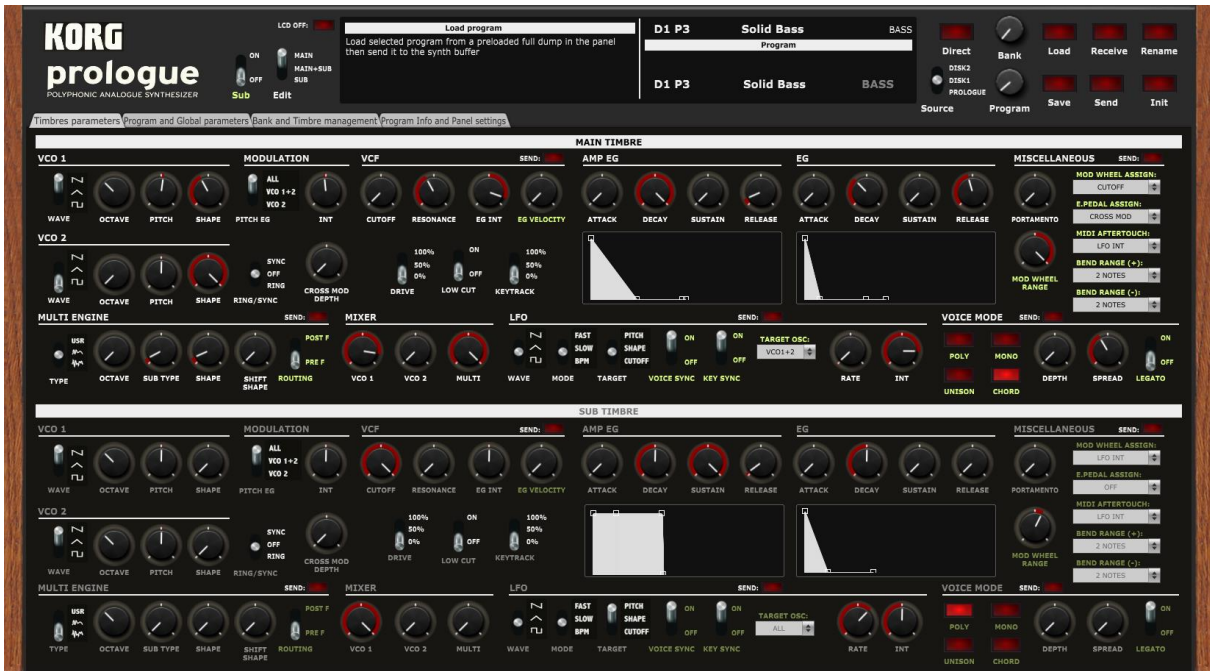 KORG
prologue
POLYPHONIC ANALOGUE SYNTHESIZER
ON
OFF
Sub
LCD OFF:
MAIN
MAIN+SUB
SUB
Edit
Load program
Load selected program from a preloaded full dump in the panel
then send it to the synth buffer
D1 P3 Solid Bass BASS
Program
D1 P3 Solid Bass BASS
Direct Bank Load Receive Rename
DISK2
DISK1
PROLOGUE
Source Program Save Send Init
Timbres parameters Program and Global parameters Bank and Timbre management Program Info and Panel settings
MAIN TIMBRE
VCO 1 MODULATION VCF SEND: AMP EG EG MISCELLANEOUS SEND:
ALL
VCO 1+2
VCO 2
WAVE OCTAVE PITCH SHAPE PITCH EG INT CUTOFF RESONANCE EG INT EG VELOCITY ATTACK DECAY SUSTAIN RELEASE ATTACK DECAY SUSTAIN RELEASE PORTAMENTO
MOD WHEEL ASSIGN:
CUTOFF
E.PEDAL ASSIGN:
CROSS MOD
MIDI AFTERTOUCH:
LFO INT
BEND RANGE (+):
2 NOTES
BEND RANGE (-):
2 NOTES
MOD WHEEL
RANGE
VCO 2
SYNC
OFF
RING
WAVE OCTAVE PITCH SHAPE RING/SYNC
CROSS MOD
DEPTH
100%
50%
0%
DRIVE
ON
OFF
LOW CUT
100%
50%
0%
KEYTRACK
MULTI ENGINE SEND: MIXER LFO SEND: VOICE MODE SEND:
USR
TYPE OCTAVE SUB TYPE SHAPE
SHIFT
SHAPE
POST F
PRE F
ROUTING
VCO 1 VCO 2 MULTI
WAVE
FAST
SLOW
BPM
MODE
PITCH
SHAPE
CUTOFF
TARGET
ON
OFF
VOICE SYNC
ON
OFF
KEY SYNC
TARGET OSC:
VCO1+2
RATE INT
POLY MONO
UNISON CHORD
DEPTH SPREAD
ON
OFF
LEGATO
SUB TIMBRE
VCO 1 MODULATION VCF SEND: AMP EG EG MISCELLANEOUS SEND:
ALL
VCO 1+2
VCO 2
WAVE OCTAVE PITCH SHAPE PITCH EG INT CUTOFF RESONANCE EG INT EG VELOCITY ATTACK DECAY SUSTAIN RELEASE ATTACK DECAY SUSTAIN RELEASE PORTAMENTO
MOD WHEEL ASSIGN:
LFO INT
E.PEDAL ASSIGN:
OFF
MIDI AFTERTOUCH:
LFO INT
BEND RANGE (+):
2 NOTES
BEND RANGE (-):
2 NOTES
MOD WHEEL
RANGE
VCO 2
SYNC
OFF
RING
WAVE OCTAVE PITCH SHAPE RING/SYNC
CROSS MOD
DEPTH
100%
50%
0%
DRIVE
ON
OFF
LOW CUT
100%
50%
0%
KEYTRACK
MULTI ENGINE SEND: MIXER LFO SEND: VOICE MODE SEND:
USR
TYPE OCTAVE SUB TYPE SHAPE
SHIFT
SHAPE
POST F
PRE F
ROUTING
VCO 1 VCO 2 MULTI
WAVE
FAST
SLOW
BPM
MODE
PITCH
SHAPE
CUTOFF
TARGET
ON
OFF
VOICE SYNC
ON
OFF
KEY SYNC
TARGET OSC:
ALL
RATE INT
POLY MONO
UNISON CHORD
DEPTH SPREAD
ON
OFF
LEGATO